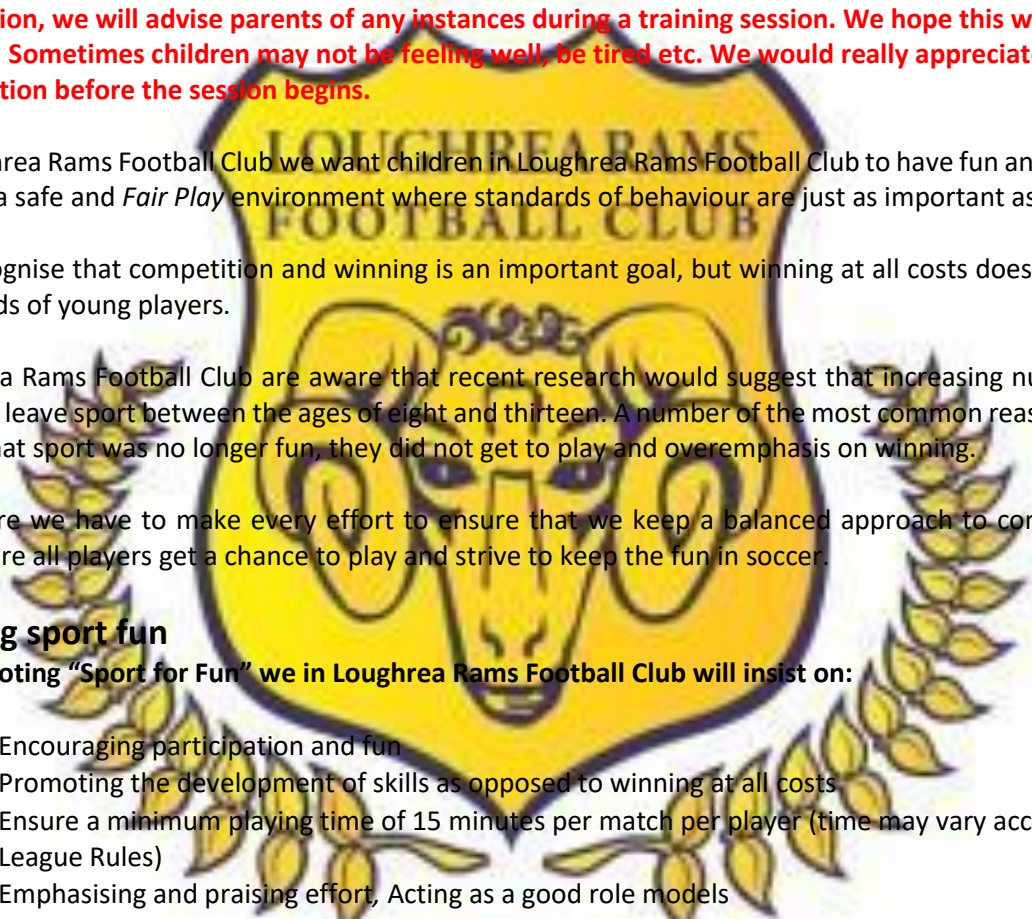 ion, we will advise parents of any instances during a training session. We hope this w
Sometimes children may not be feeling well, be tired etc. We would really appreciate
tion before the session begins.
LOUGHREA RAMS
FOOTBALL CLUB
hrea Rams Football Club we want children in Loughrea Rams Football Club to have fun an
a safe and Fair Play environment where standards of behaviour are just as important as
ognise that competition and winning is an important goal, but winning at all costs does
ds of young players.
a Rams Football Club are aware that recent research would suggest that increasing nu
leave sport between the ages of eight and thirteen. A number of the most common reas
hat sport was no longer fun, they did not get to play and overemphasis on winning.
re we have to make every effort to ensure that we keep a balanced approach to con
re all players get a chance to play and strive to keep the fun in soccer.
g sport fun
oting “Sport for Fun” we in Loughrea Rams Football Club will insist on:
Encouraging participation and fun
Promoting the development of skills as opposed to winning at all costs
Ensure a minimum playing time of 15 minutes per match per player (time may vary acc
League Rules)
Emphasising and praising effort, Acting as a good role models